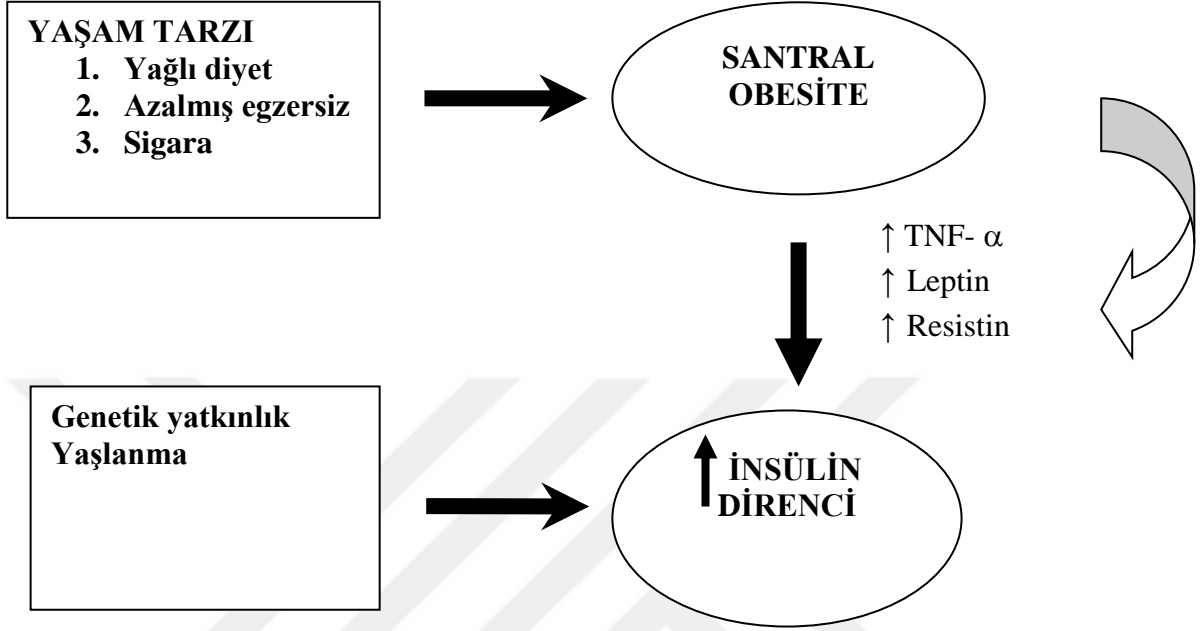 YAŞAM TARZI
1. Yağlı diyet
2. Azalmış egzersiz
3. Sigara
SANTRAL
OBESİTE
↑ TNF- α
↑ Leptin
↑ Resistin
Genetik yatkınlık
Yaşlanma
İNSÜLİN
DİRENCİ